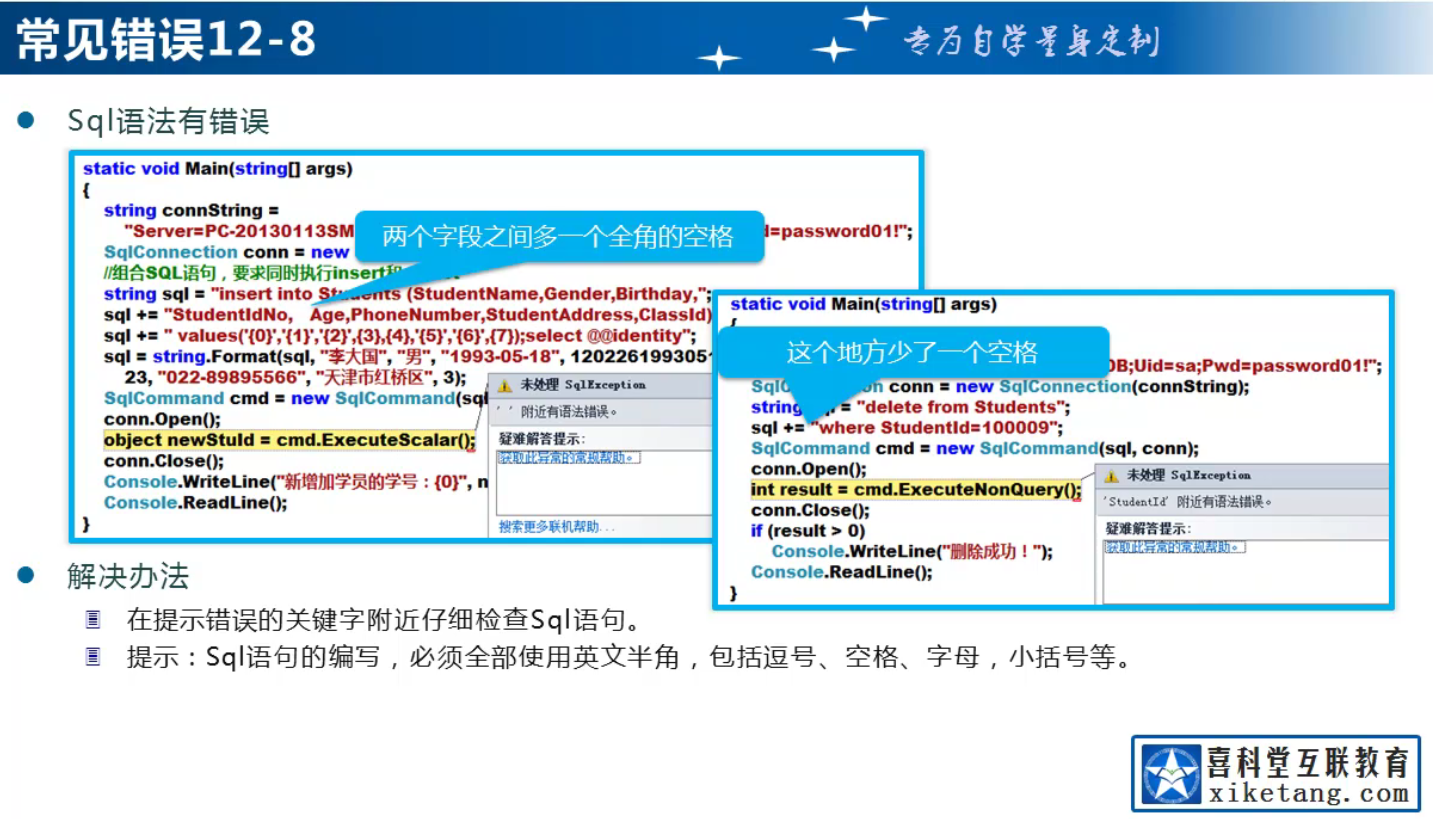 常见错误12-8
专为自学量身定制
Sql语法有错误
static void Main(string[] args)
{
string connString =
"Server=PC-20130113SM
d=password01!";
两个字段之间多一个全角的空格
SqlConnection conn = new
//组合SQL语句，要求同时执行insert和
string sql = "insert into Students (StudentName,Gender,Birthday,";
sql += "StudentIdNo,　Age,PhoneNumber,StudentAddress,ClassId)
sql += " values('{0}','{1}','{2}',{3},{4},'{5}','{6}',{7});select @@identity";
sql = string.Format(sql, "李大国", "男", "1993-05-18", 1202261993051
23, "022-89895566", "天津市红桥区", 3);
SqlCommand cmd = new SqlCommand(sql
conn.Open();
object newStuId = cmd.ExecuteScalar();
conn.Close();
Console.WriteLine("新增加学员的学号：{0}", n
Console.ReadLine();
}
未处理 SqlException
' ' 附近有语法错误。
疑难解答提示:
获取此异常的常规帮助。
搜索更多联机帮助...
static void Main(string[] args)
{
这个地方少了一个空格
DB;Uid=sa;Pwd=password01!";
conn = new SqlConnection(connString);
string = "delete from Students";
sql += "where StudentId=100009";
SqlCommand cmd = new SqlCommand(sql, conn);
conn.Open();
int result = cmd.ExecuteNonQuery();
conn.Close();
if (result > 0)
Console.WriteLine("删除成功！");
Console.ReadLine();
}
未处理 SqlException
'StudentId' 附近有语法错误。
疑难解答提示:
获取此异常的常规帮助。
解决办法
在提示错误的关键字附近仔细检查Sql语句。
提示：Sql语句的编写，必须全部使用英文半角，包括逗号、空格、字母，小括号等。
喜科堂互联教育
xiketang.com